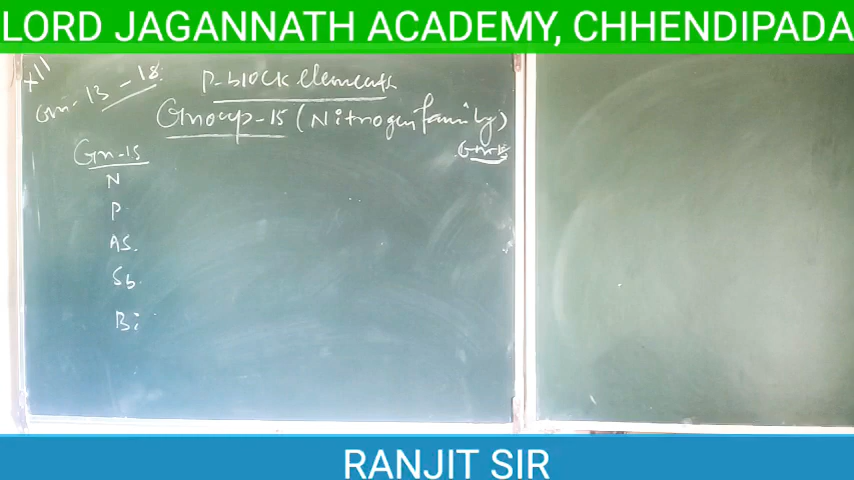 LORD JAGANNATH ACADEMY, CHHENDIPADA
+11
Gr-13-18
P-block elements
Group-15 (Nitrogen family)
Gr-15
N
P
As
Sb
Bi
RANJIT SIR